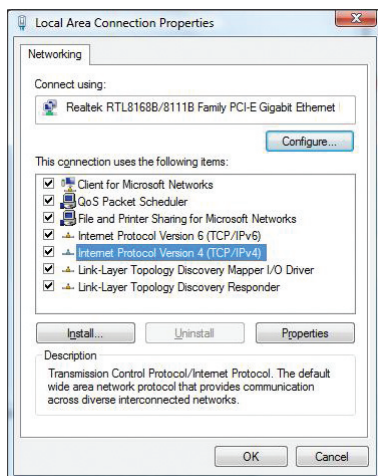 Local Area Connection Properties
Networking
Connect using:
Realtek RTL8168B/8111B Family PCI-E Gigabit Ethernet
Configure...
This connection uses the following items:
Client for Microsoft Networks
QoS Packet Scheduler
File and Printer Sharing for Microsoft Networks
Internet Protocol Version 6 (TCP/IPv6)
Internet Protocol Version 4 (TCP/IPv4)
Link-Layer Topology Discovery Mapper I/O Driver
Link-Layer Topology Discovery Responder
Install... Uninstall Properties
Description
Transmission Control Protocol/Internet Protocol. The default
wide area network protocol that provides communication
across diverse interconnected networks.
OK Cancel